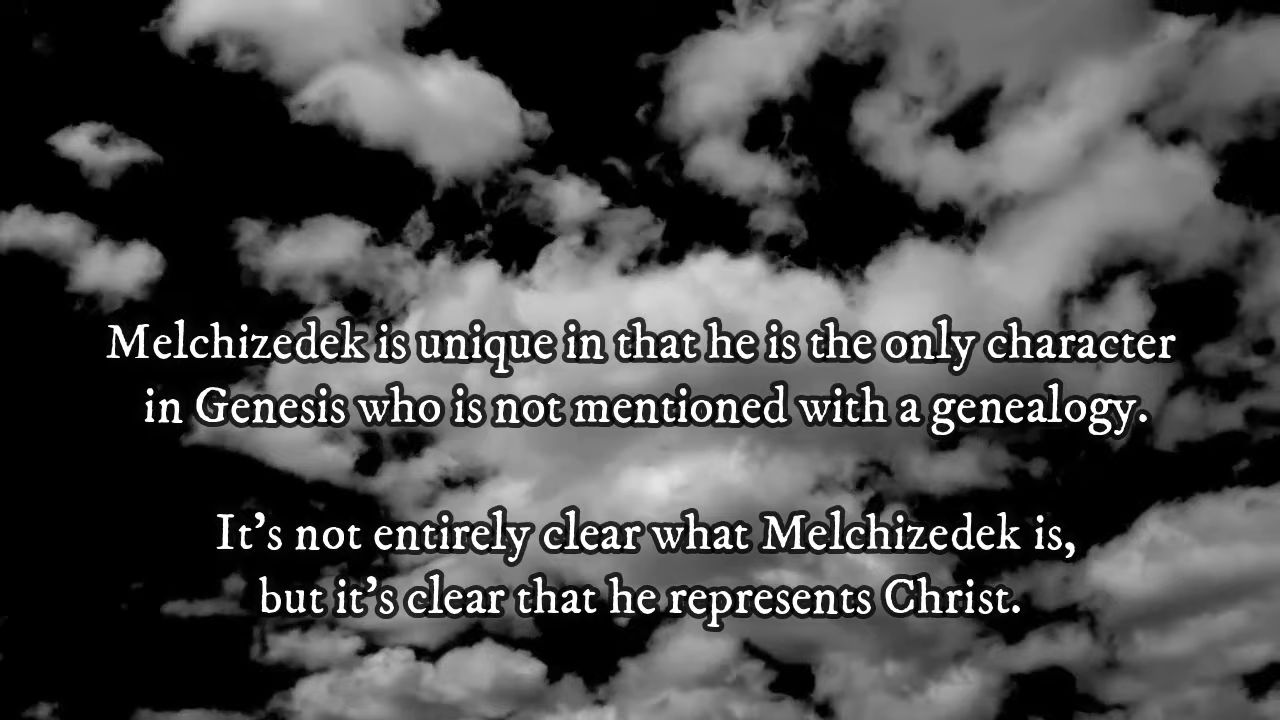 Melchizedek is unique in that he is the only character
in Genesis who is not mentioned with a genealogy.
It’s not entirely clear what Melchizedek is,
but it’s clear that he represents Christ.